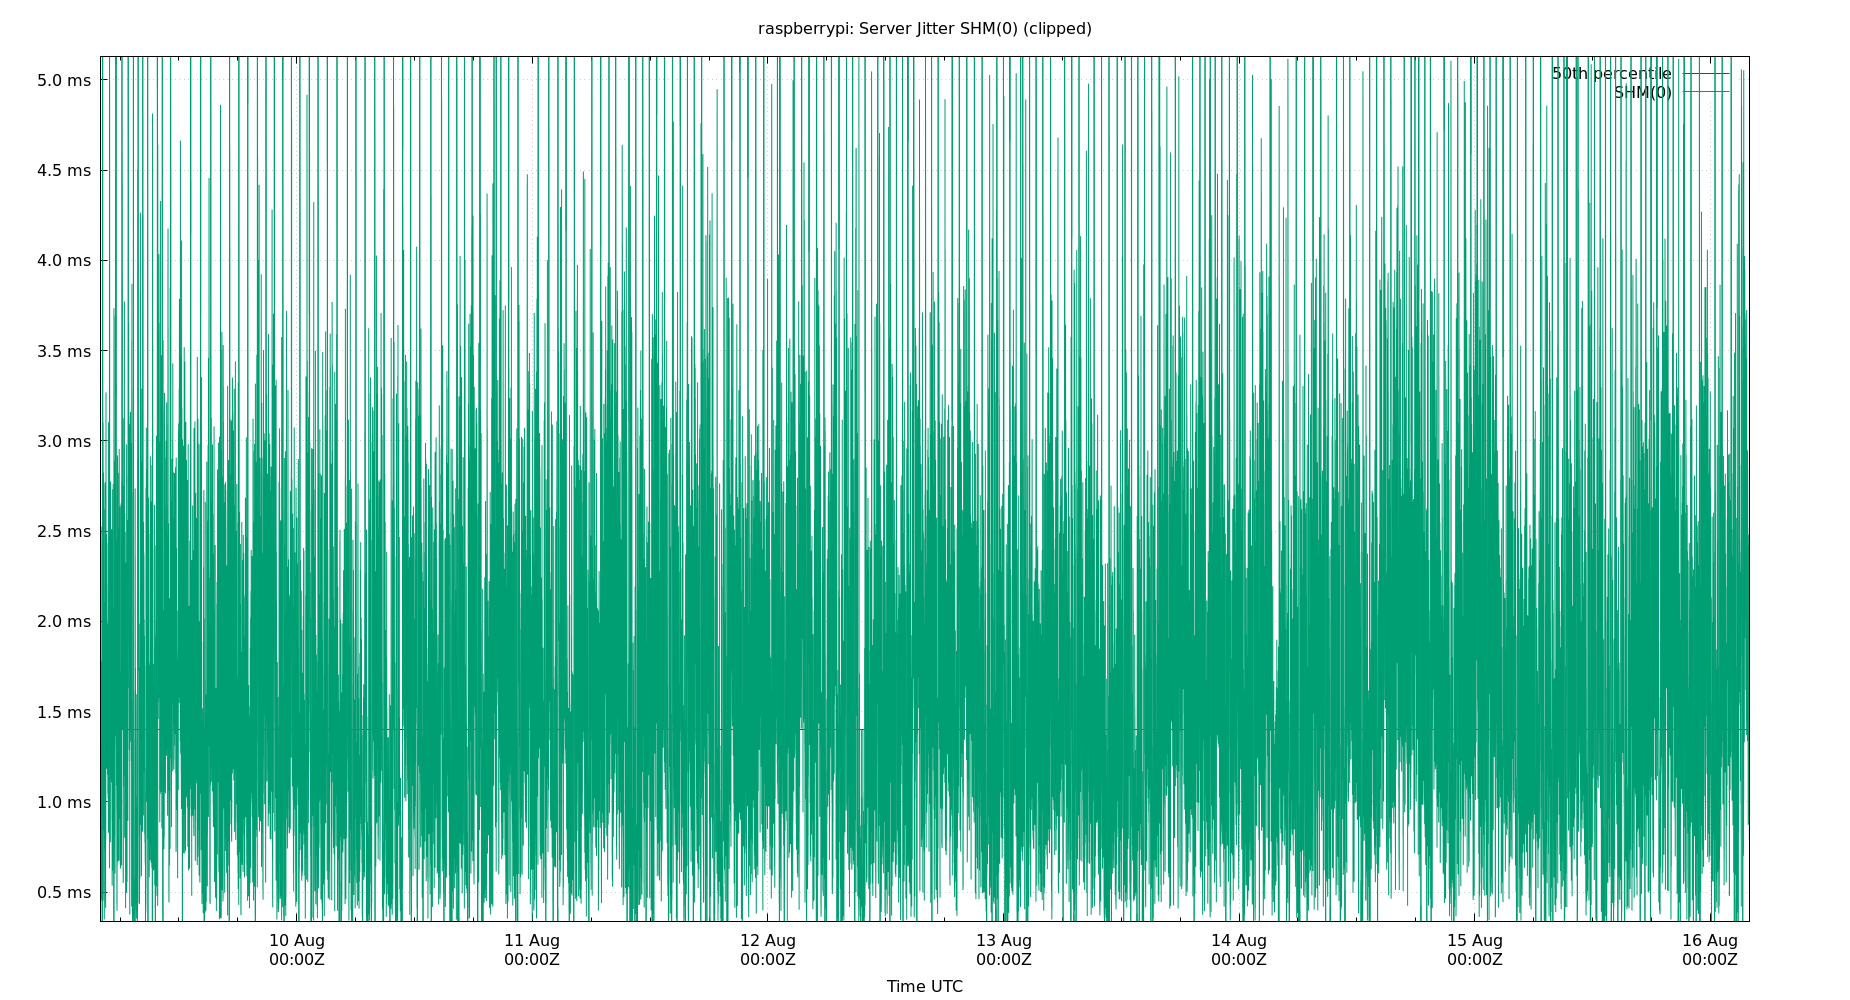 raspberrypi: Server Jitter SHM(0) (clipped)
5.0 ms
50th percentile
SHM(0)
4.5 ms
4.0 ms
3.5 ms
3.0 ms
2.5 ms
2.0 ms
1.5 ms
1.0 ms
0.5 ms
10 Aug 11 Aug 12 Aug 13 Aug 14 Aug 15 Aug 16 Aug
00:00Z 00:00Z 00:00Z 00:00Z 00:00Z 00:00Z 00:00Z
Time UTC